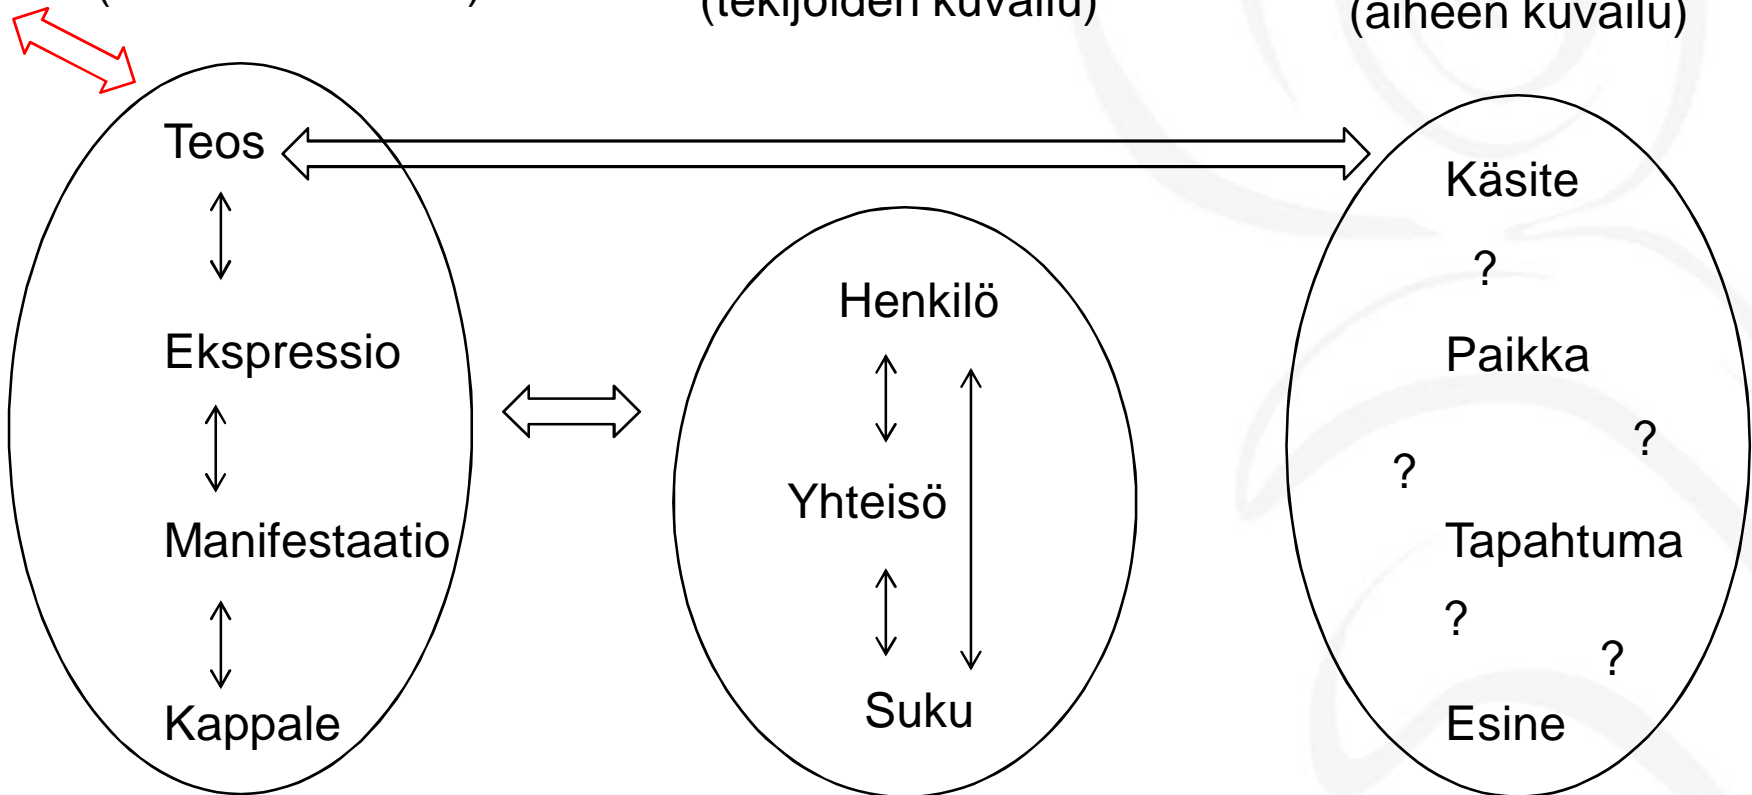 (tekijöiden kuvailu)
(aiheen kuvailu)
Teos
Ekspressio
Manifestaatio
Kappale
Henkilö
Yhteisö
Suku
Käsite
?
Paikka
?
?
Tapahtuma
?
?
Esine